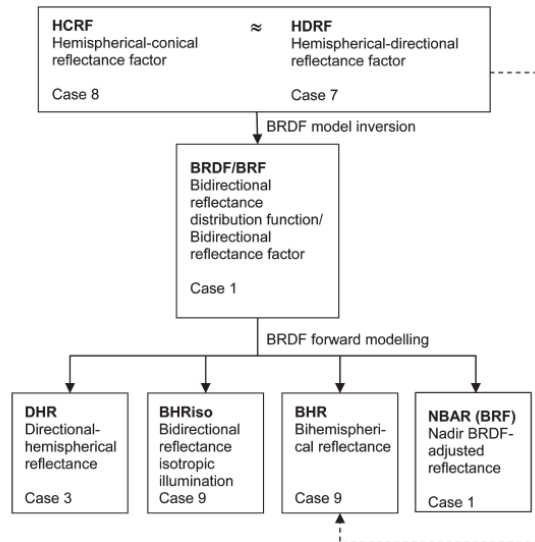 HCRF
Hemispherical-conical
reflectance factor
Case 8
≈
HDRF
Hemispherical-directional
reflectance factor
Case 7
BRDF model inversion
BRDF/BRF
Bidirectional
reflectance
distribution function/
Bidirectional
reflectance factor
Case 1
BRDF forward modelling
DHR
Directional-
hemispherical
reflectance
Case 3
BHRiso
Bidirectional
reflectance
isotropic
illumination
Case 9
BHR
Bihemispheri-
cal reflectance
Case 9
NBAR (BRF)
Nadir BRDF-
adjusted
reflectance
Case 1